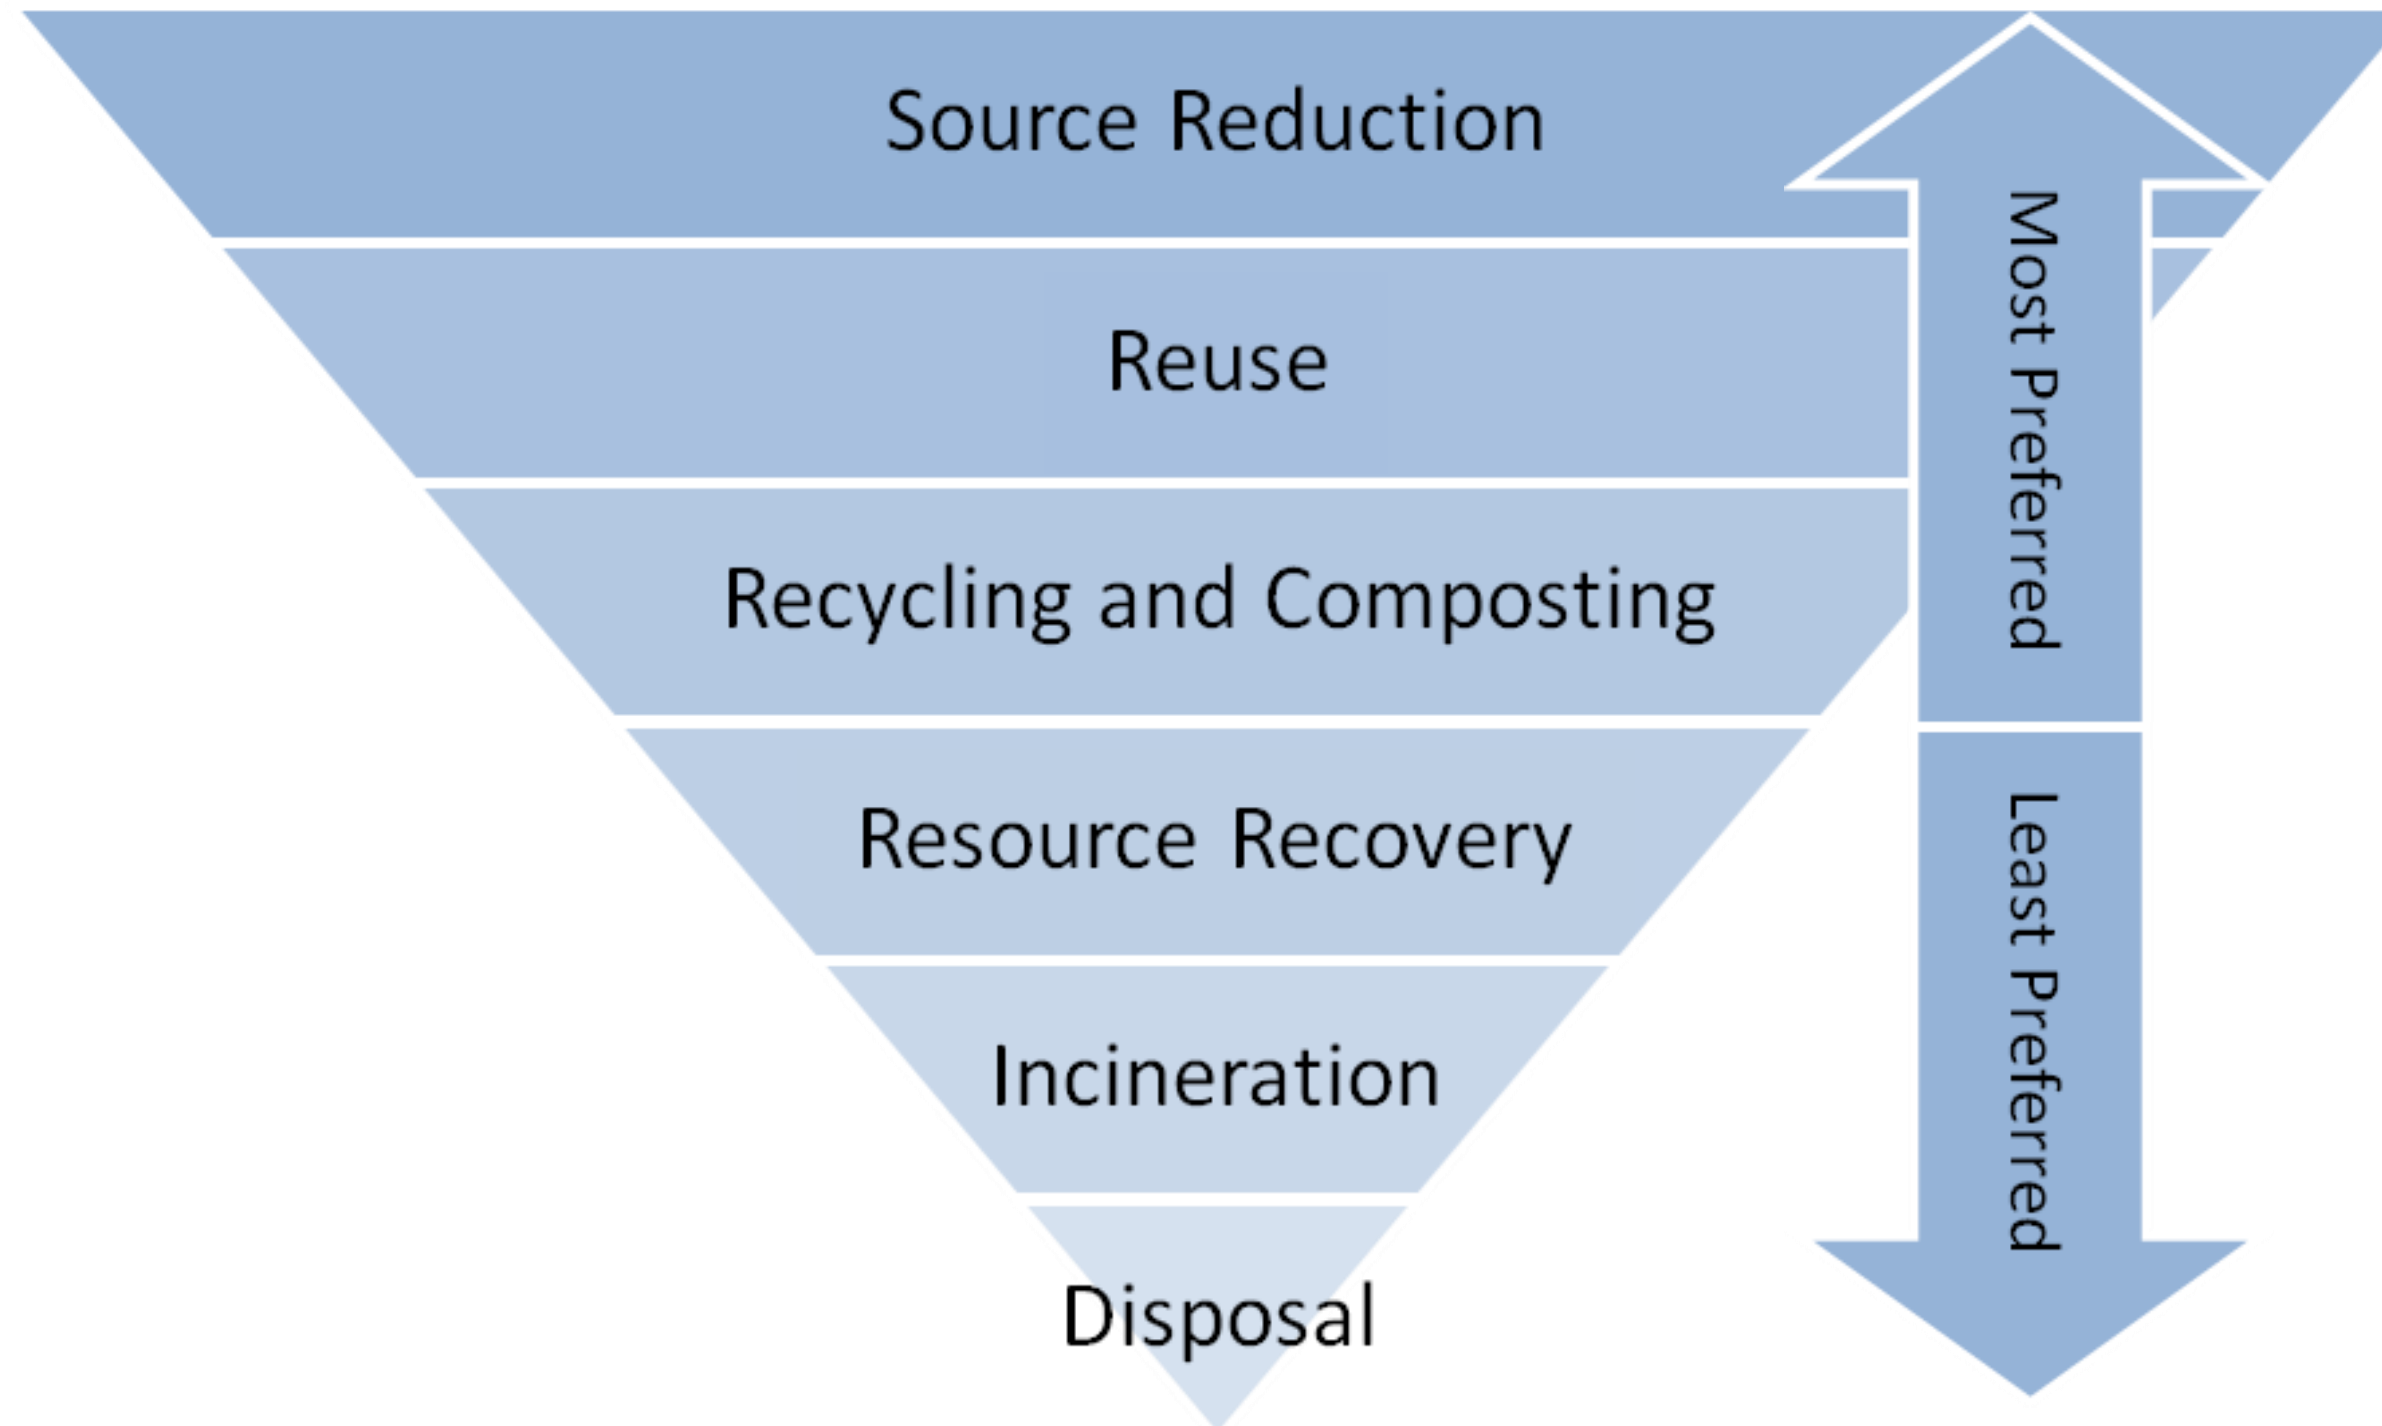 Source Reduction
Reuse
Recycling and Composting
Resource Recovery
Incineration
Disposal
Most Preferred
Least Preferred